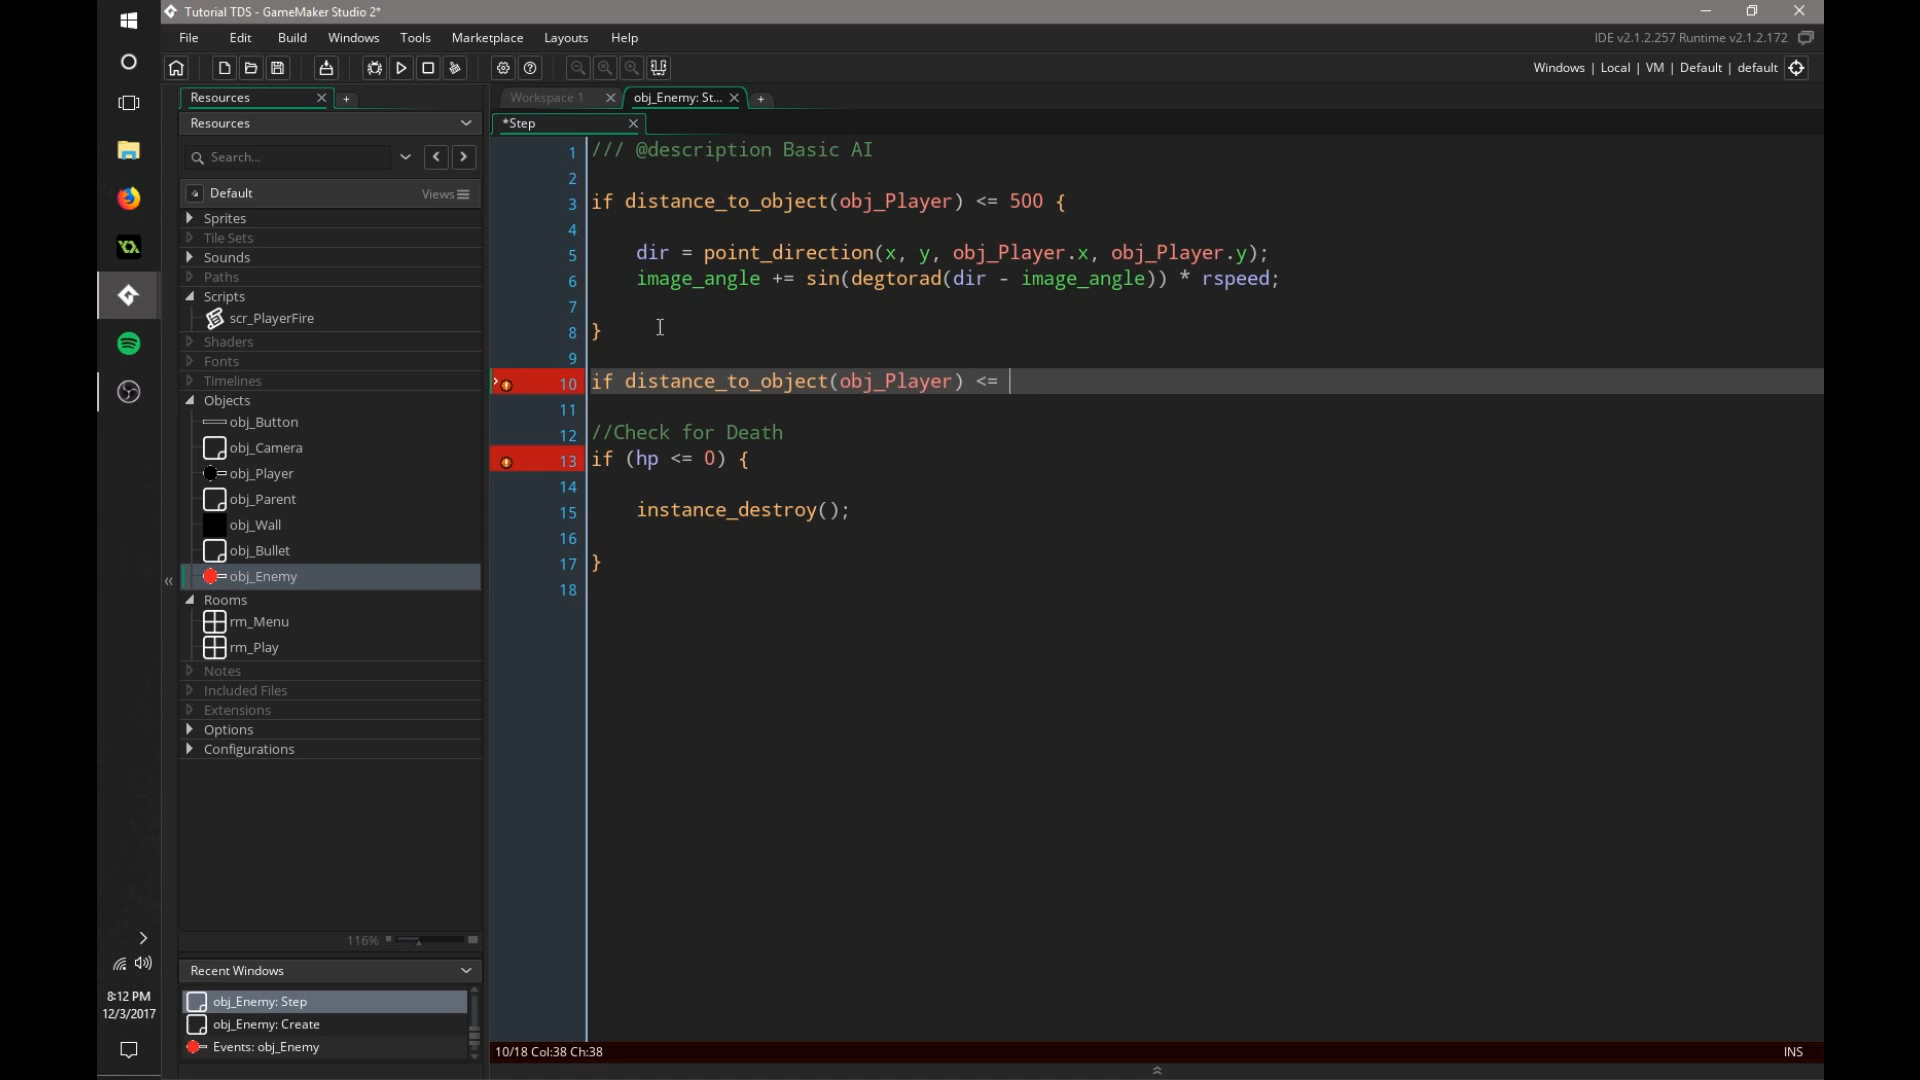 Tutorial TDS - GameMaker Studio 2*
File Edit Build Windows Tools Marketplace Layouts Help
IDE v2.1.2.257 Runtime v2.1.2.172
Windows | Local | VM | Default | default
Resources
Workspace 1
obj_Enemy: St...
Resources
*Step
Search...
Default
Views
Sprites
Tile Sets
Sounds
Paths
Scripts
scr_PlayerFire
Shaders
Fonts
Timelines
Objects
obj_Button
obj_Camera
obj_Player
obj_Parent
obj_Wall
obj_Bullet
obj_Enemy
Rooms
rm_Menu
rm_Play
Notes
Included Files
Extensions
Options
Configurations
116%
Recent Windows
obj_Enemy: Step
obj_Enemy: Create
Events: obj_Enemy
1 /// @description Basic AI
2
3 if distance_to_object(obj_Player) <= 500 {
4
5 dir = point_direction(x, y, obj_Player.x, obj_Player.y);
6 image_angle += sin(degtorad(dir - image_angle)) * rspeed;
7
8 }
9
10 if distance_to_object(obj_Player) <=
11
12 //Check for Death
13 if (hp <= 0) {
14
15 instance_destroy();
16
17 }
18
10/18 Col:38 Ch:38
INS
8:12 PM
12/3/2017